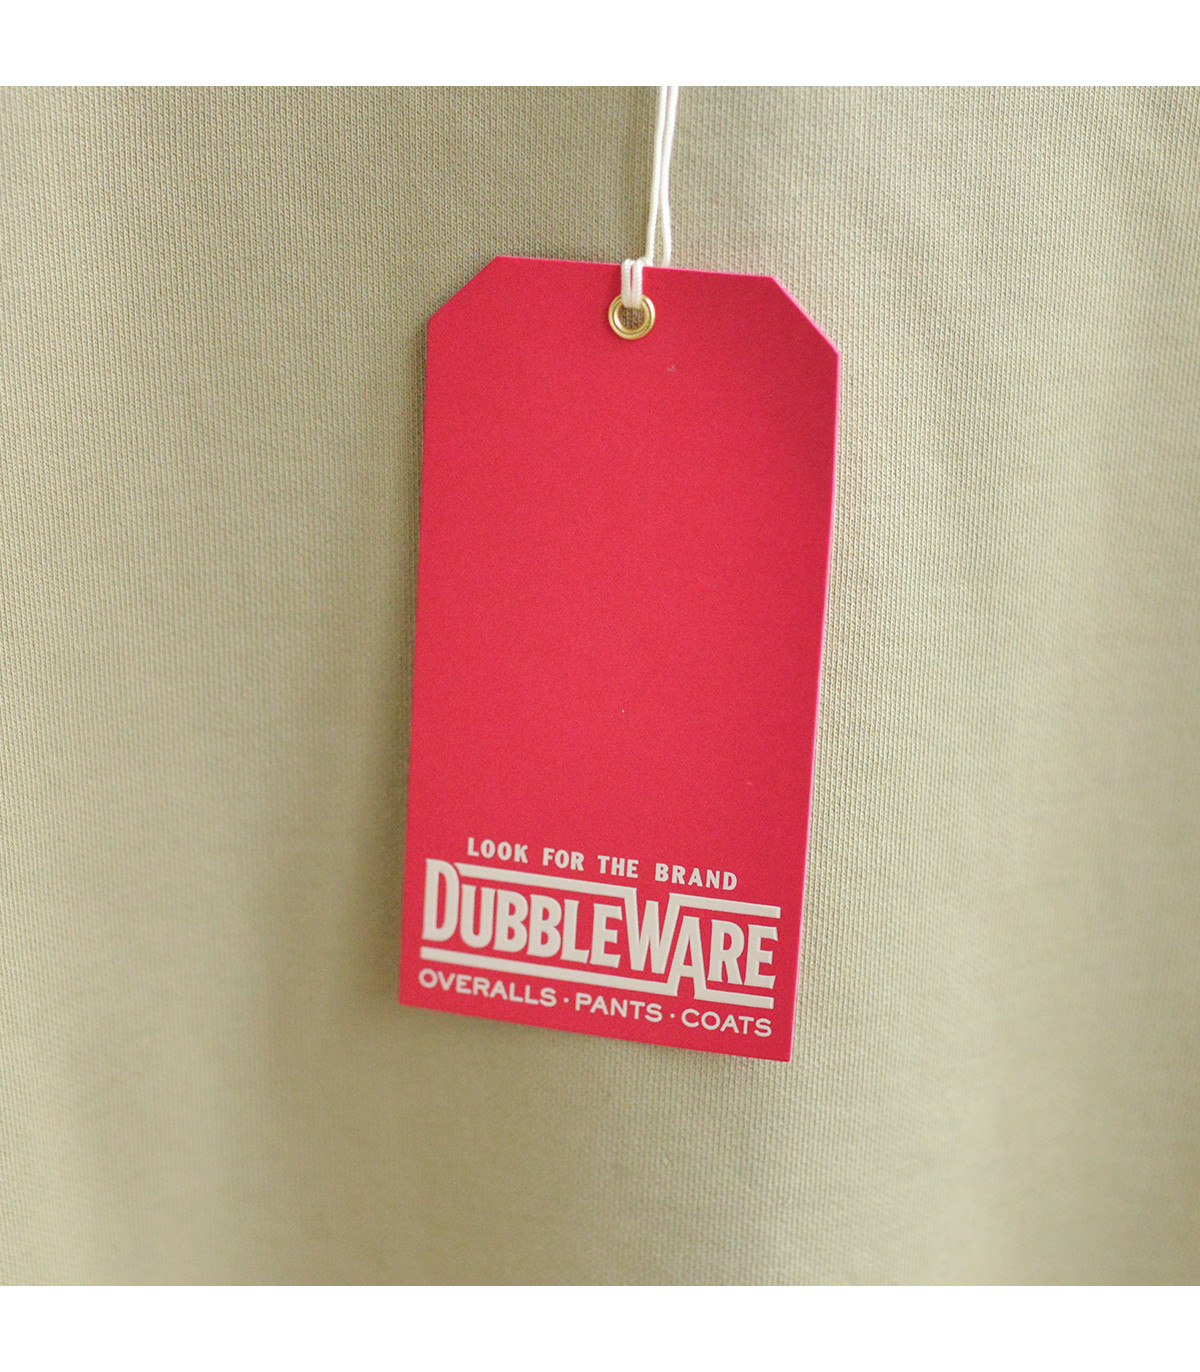 LOOK FOR THE BRAND
DUBBLEWARE
OVERALLS · PANTS · COATS